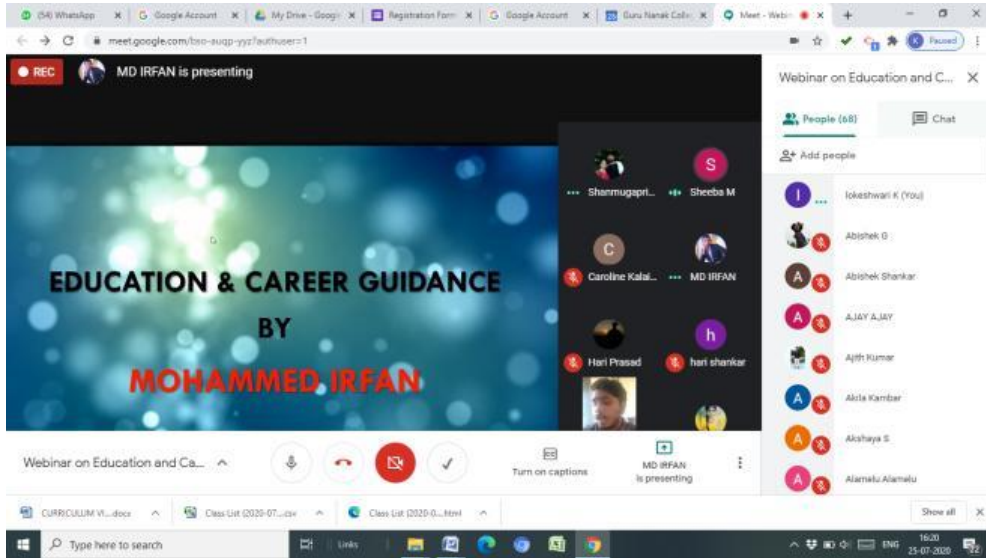 (54) WhatsApp
Google Account
My Drive - Googl
Registration Form
Google Account
Guru Nanak Colle
Meet - Webin
meet.google.com/bso-auqp-yyz?authuser=1
Paused
REC
MD IRFAN is presenting
Webinar on Education and C...
People (68)
Chat
Add people
EDUCATION & CAREER GUIDANCE
BY
MOHAMMED IRFAN
Shanmugapri...
S
Sheeba M
C
Caroline Kalai...
MD IRFAN
Hari Prasad
h
hari shankar
lokeshwari K (You)
Abishek G
A
Abishek Shankar
A
AJAY AJAY
Ajith Kumar
A
Akila Kambar
A
Akshaya S
A
Alamelu Alamelu
Webinar on Education and Ca...
Turn on captions
MD IRFAN
is presenting
CURRICULUM VI....docx
Class List (2020-07....csv
Class List (2020-0....html
Show all
Type here to search
Links
ENG
16:20
25-07-2020